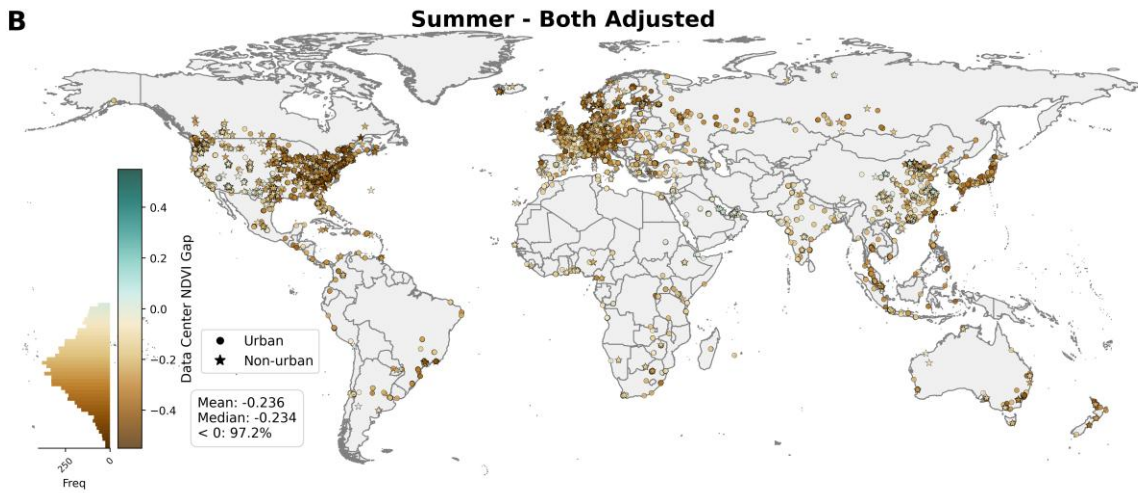 B
Summer - Both Adjusted
0.4
0.2
0.0
−0.2
−0.4
Data Center NDVI Gap
250
0
Freq
Urban
Non-urban
Mean: -0.236
Median: -0.234
< 0: 97.2%